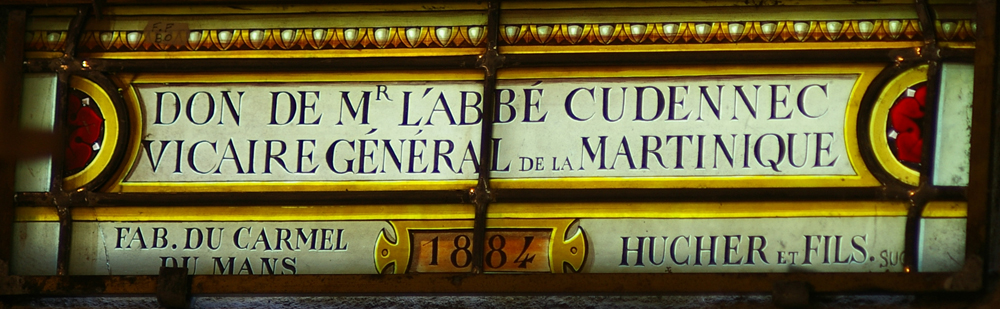 DON DE MR L'ABBÉ CUDENNEC
VICAIRE GÉNÉRAL DE LA MARTINIQUE
FAB. DU CARMEL
DU MANS
1884
HUCHER ET FILS. SUC